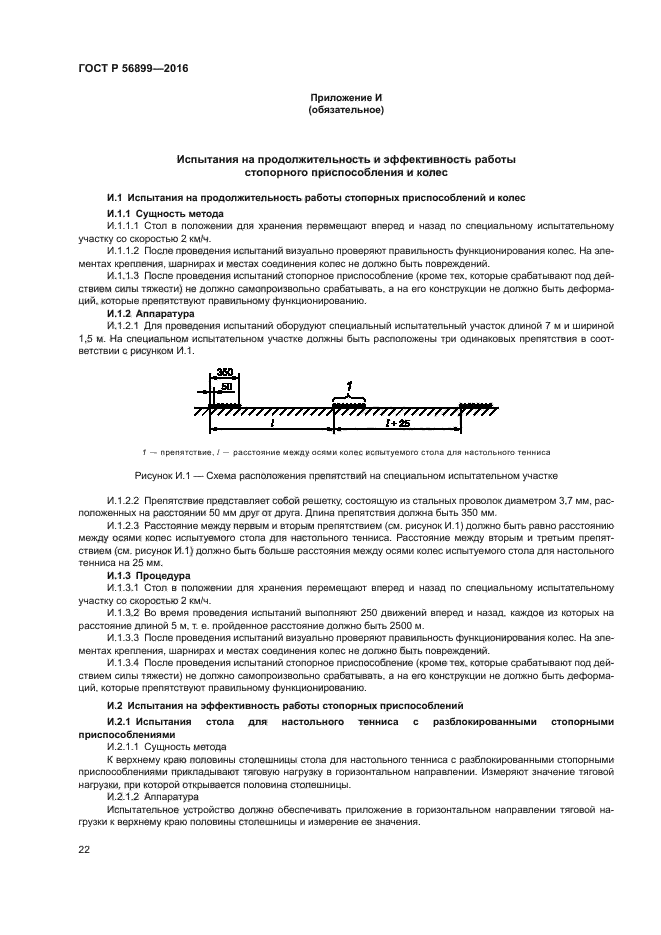 ГОСТ Р 56899—2016
Приложение И
(обязательное)
Испытания на продолжительность и эффективность работы
стопорного приспособления и колес
И.1 Испытания на продолжительность работы стопорных приспособлений и колес
И.1.1 Сущность метода
И.1.1.1 Стол в положении для хранения перемещают вперед и назад по специальному испытательному
участку со скоростью 2 км/ч.
И.1.1.2 После проведения испытаний визуально проверяют правильность функционирования колес. На эле-
ментах крепления, шарнирах и местах соединения колес не должно быть повреждений.
И.1.1.3 После проведения испытаний стопорное приспособление (кроме тех, которые срабатывают под дей-
ствием силы тяжести) не должно самопроизвольно срабатывать, а на его конструкции не должно быть деформа-
ций, которые препятствуют правильному функционированию.
И.1.2 Аппаратура
И.1.2.1 Для проведения испытаний оборудуют специальный испытательный участок длиной 7 м и шириной
1,5 м. На специальном испытательном участке должны быть расположены три одинаковых препятствия в соот-
ветствии с рисунком И.1.
350
50
1
l
l + 25
1 — препятствие, l — расстояние между осями колес испытуемого стола для настольного тенниса
Рисунок И.1 — Схема расположения препятствий на специальном испытательном участке
И.1.2.2 Препятствие представляет собой решетку, состоящую из стальных проволок диаметром 3,7 мм, рас-
положенных на расстоянии 50 мм друг от друга. Длина препятствия должна быть 350 мм.
И.1.2.3 Расстояние между первым и вторым препятствием (см. рисунок И.1) должно быть равно расстоянию
между осями колес испытуемого стола для настольного тенниса. Расстояние между вторым и третьим препят-
ствием (см. рисунок И.1) должно быть больше расстояния между осями колес испытуемого стола для настольного
тенниса на 25 мм.
И.1.3 Процедура
И.1.3.1 Стол в положении для хранения перемещают вперед и назад по специальному испытательному
участку со скоростью 2 км/ч.
И.1.3.2 Во время проведения испытаний выполняют 250 движений вперед и назад, каждое из которых на
расстояние длиной 5 м, т. е. пройденное расстояние должно быть 2500 м.
И.1.3.3 После проведения испытаний визуально проверяют правильность функционирования колес. На эле-
ментах крепления, шарнирах и местах соединения колес не должно быть повреждений.
И.1.3.4 После проведения испытаний стопорное приспособление (кроме тех, которые срабатывают под дей-
ствием силы тяжести) не должно самопроизвольно срабатывать, а на его конструкции не должно быть деформа-
ций, которые препятствуют правильному функционированию.
И.2 Испытания на эффективность работы стопорных приспособлений
И.2.1 Испытания стола для настольного тенниса с разблокированными стопорными
приспособлениями
И.2.1.1 Сущность метода
К верхнему краю половины столешницы стола для настольного тенниса с разблокированными стопорными
приспособлениями прикладывают тяговую нагрузку в горизонтальном направлении. Измеряют значение тяговой
нагрузки, при которой открывается половина столешницы.
И.2.1.2 Аппаратура
Испытательное устройство должно обеспечивать приложение в горизонтальном направлении тяговой на-
грузки к верхнему краю половины столешницы и измерение ее значения.
22